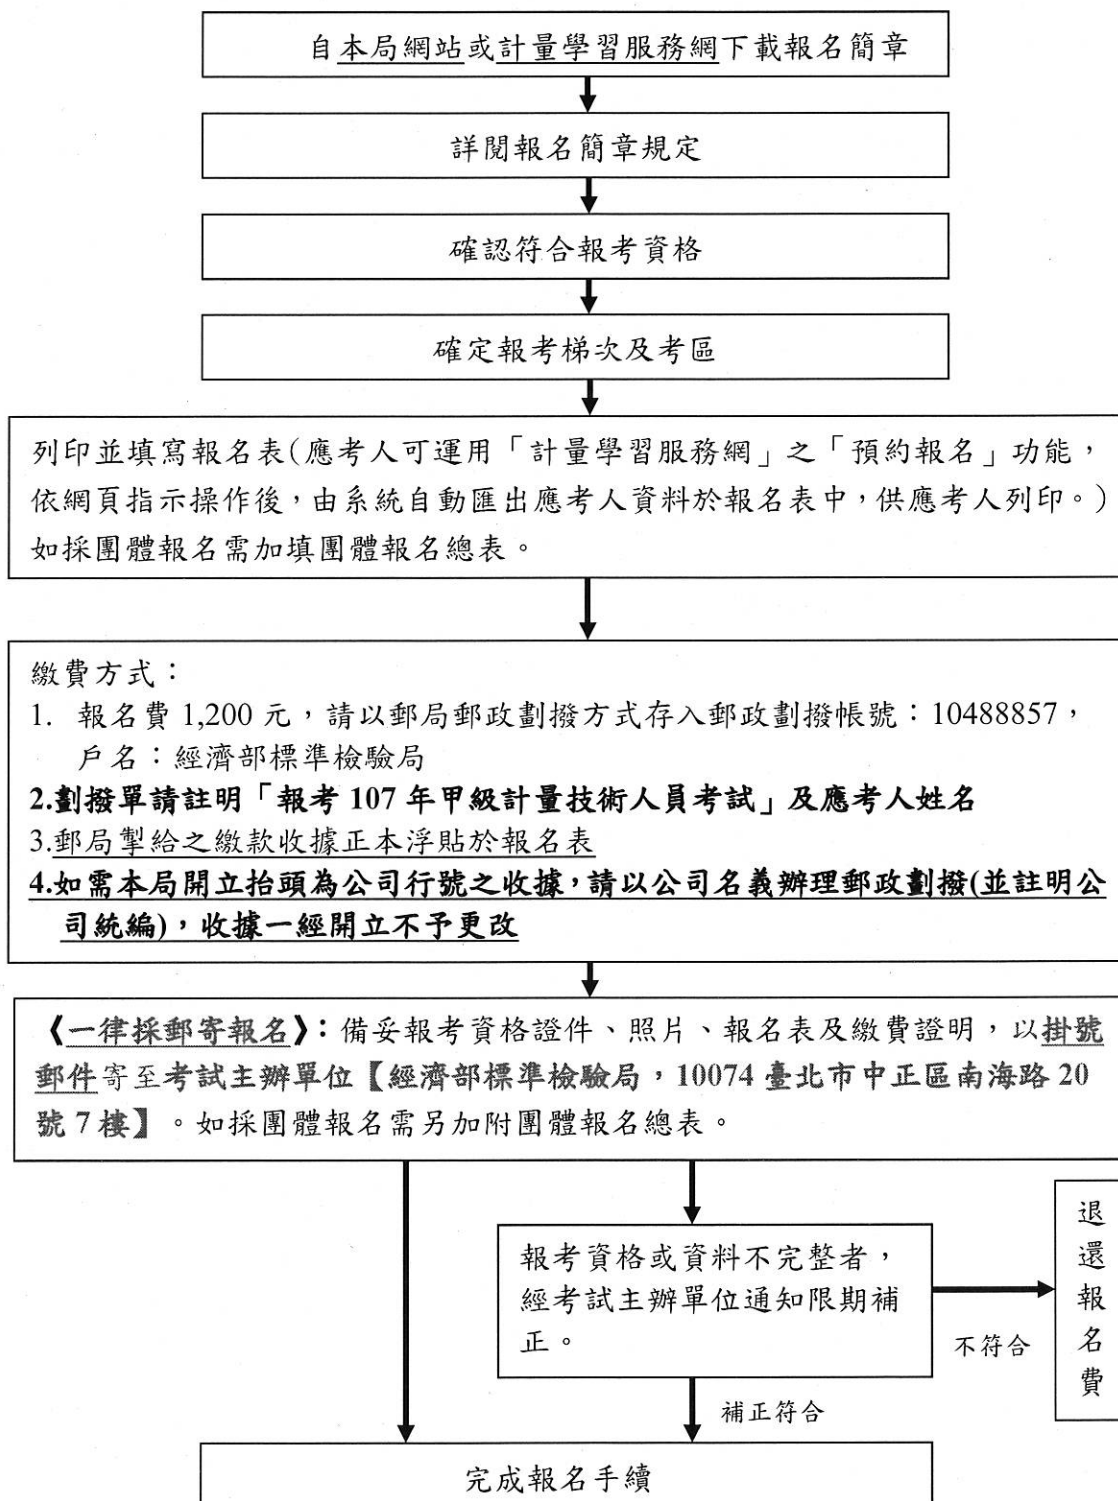 自本局網站或計量學習服務網下載報名簡章
詳閱報名簡章規定
確認符合報考資格
確定報考梯次及考區
列印並填寫報名表(應考人可運用「計量學習服務網」之「預約報名」功能，
依網頁指示操作後，由系統自動匯出應考人資料於報名表中，供應考人列印。)
如採團體報名需加填團體報名總表。
繳費方式：
1. 報名費 1,200 元，請以郵局郵政劃撥方式存入郵政劃撥帳號：10488857，
戶名：經濟部標準檢驗局
2.劃撥單請註明「報考 107 年甲級計量技術人員考試」及應考人姓名
3.郵局掣給之繳款收據正本浮貼於報名表
4.如需本局開立抬頭為公司行號之收據，請以公司名義辦理郵政劃撥(並註明公
司統編)，收據一經開立不予更改
《一律採郵寄報名》：備妥報考資格證件、照片、報名表及繳費證明，以掛號
郵件寄至考試主辦單位【經濟部標準檢驗局，10074 臺北市中正區南海路 20
號 7 樓】。如採團體報名需另加附團體報名總表。
報考資格或資料不完整者，
經考試主辦單位通知限期補
正。
不符合
退還報名費
補正符合
完成報名手續